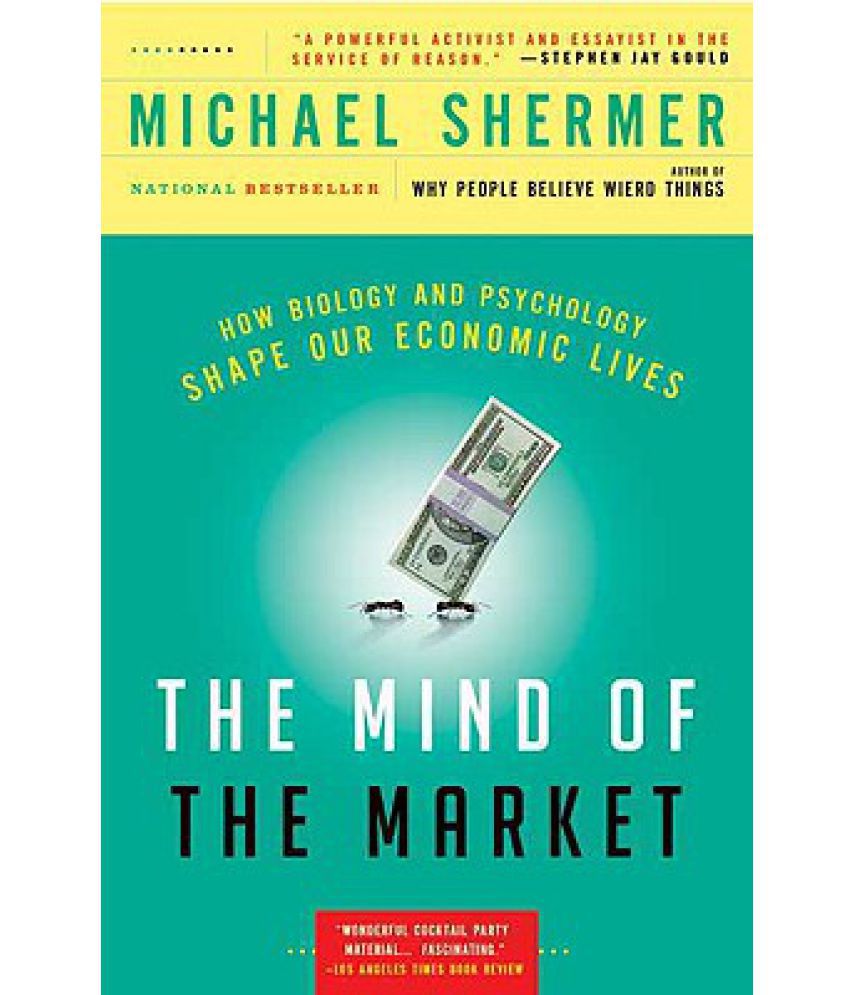 "A POWERFUL ACTIVIST AND ESSAYIST IN THE
SERVICE OF REASON." —STEPHEN JAY GOULD
MICHAEL SHERMER
NATIONAL BESTSELLER
AUTHOR OF
WHY PEOPLE BELIEVE WIERD THINGS
HOW BIOLOGY AND PSYCHOLOGY
SHAPE OUR ECONOMIC LIVES
THE MIND OF
THE MARKET
"WONDERFUL COCKTAIL PARTY
MATERIAL... FASCINATING."
–LOS ANGELES TIMES BOOK REVIEW